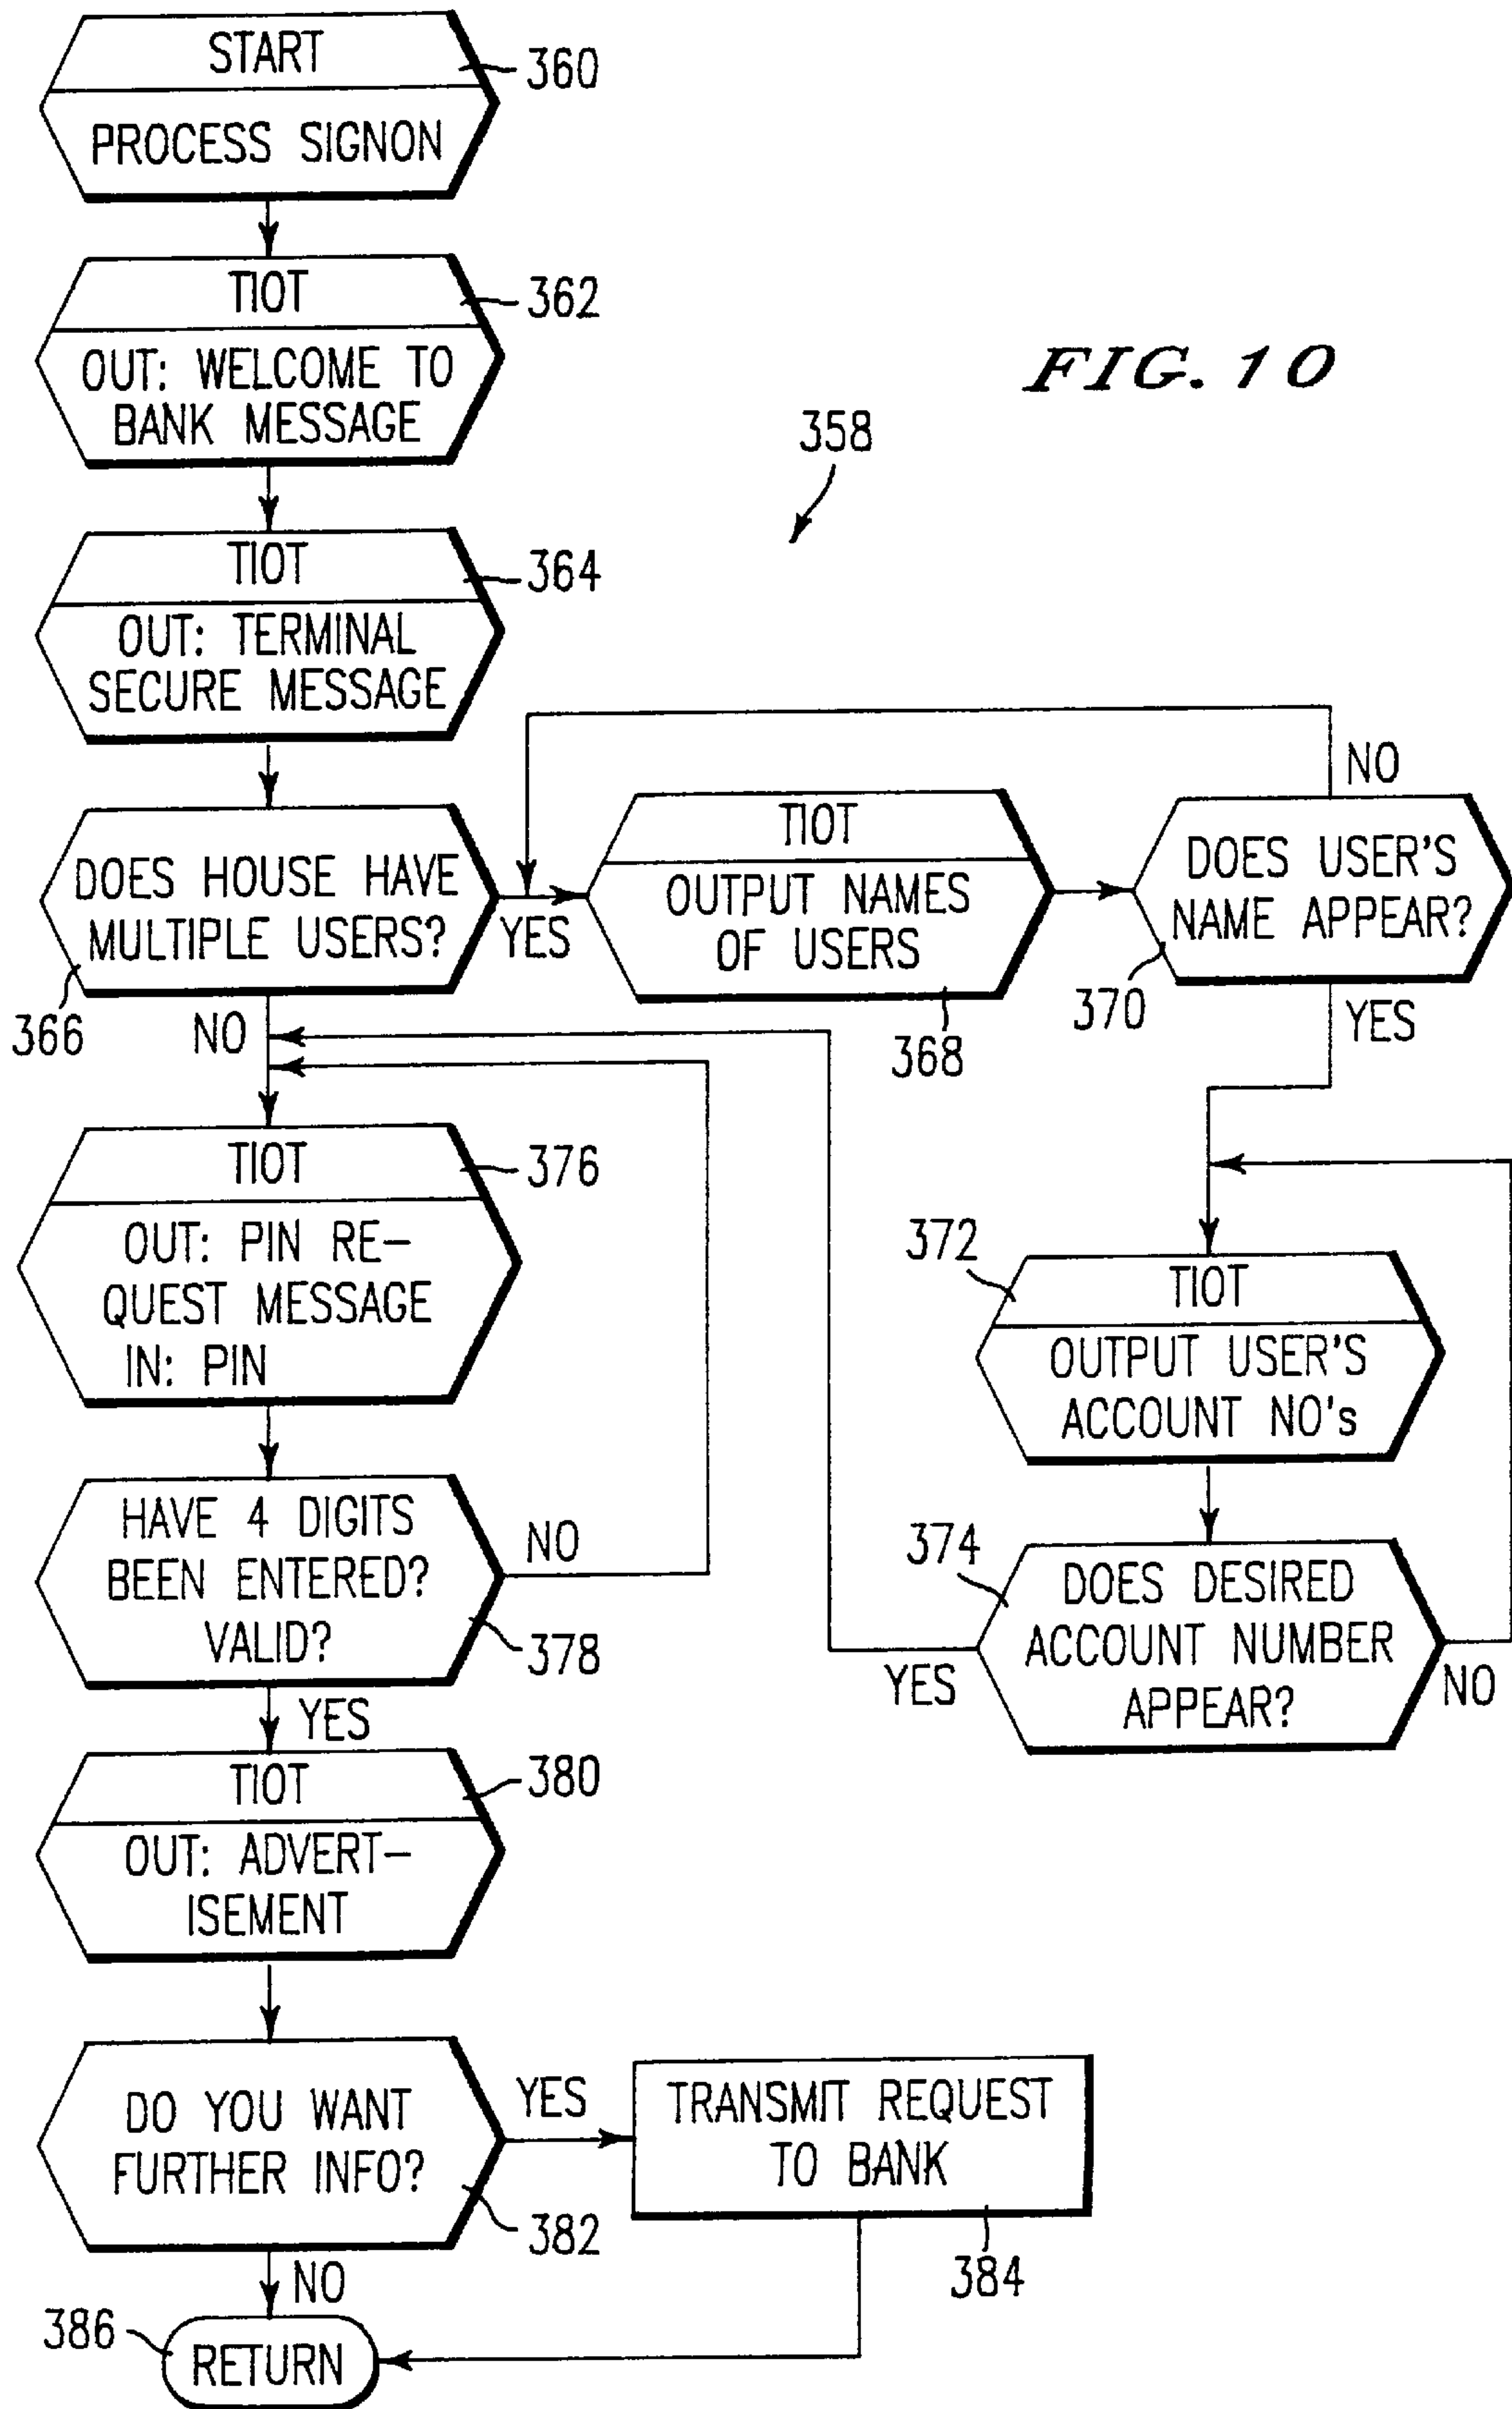 START
360
PROCESS SIGNON
TIOT
362
OUT: WELCOME TO
BANK MESSAGE
FIG. 10
358
TIOT
364
OUT: TERMINAL
SECURE MESSAGE
DOES HOUSE HAVE
MULTIPLE USERS?
366
YES
NO
TIOT
OUTPUT NAMES
OF USERS
368
NO
DOES USER'S
NAME APPEAR?
370
YES
372
TIOT
OUTPUT USER'S
ACCOUNT NO's
374
DOES DESIRED
ACCOUNT NUMBER
APPEAR?
YES
NO
TIOT
376
OUT: PIN RE-
QUEST MESSAGE
IN: PIN
HAVE 4 DIGITS
BEEN ENTERED?
VALID?
NO
378
YES
TIOT
380
OUT: ADVERT-
ISEMENT
DO YOU WANT
FURTHER INFO?
382
YES
TRANSMIT REQUEST
TO BANK
384
NO
386
RETURN